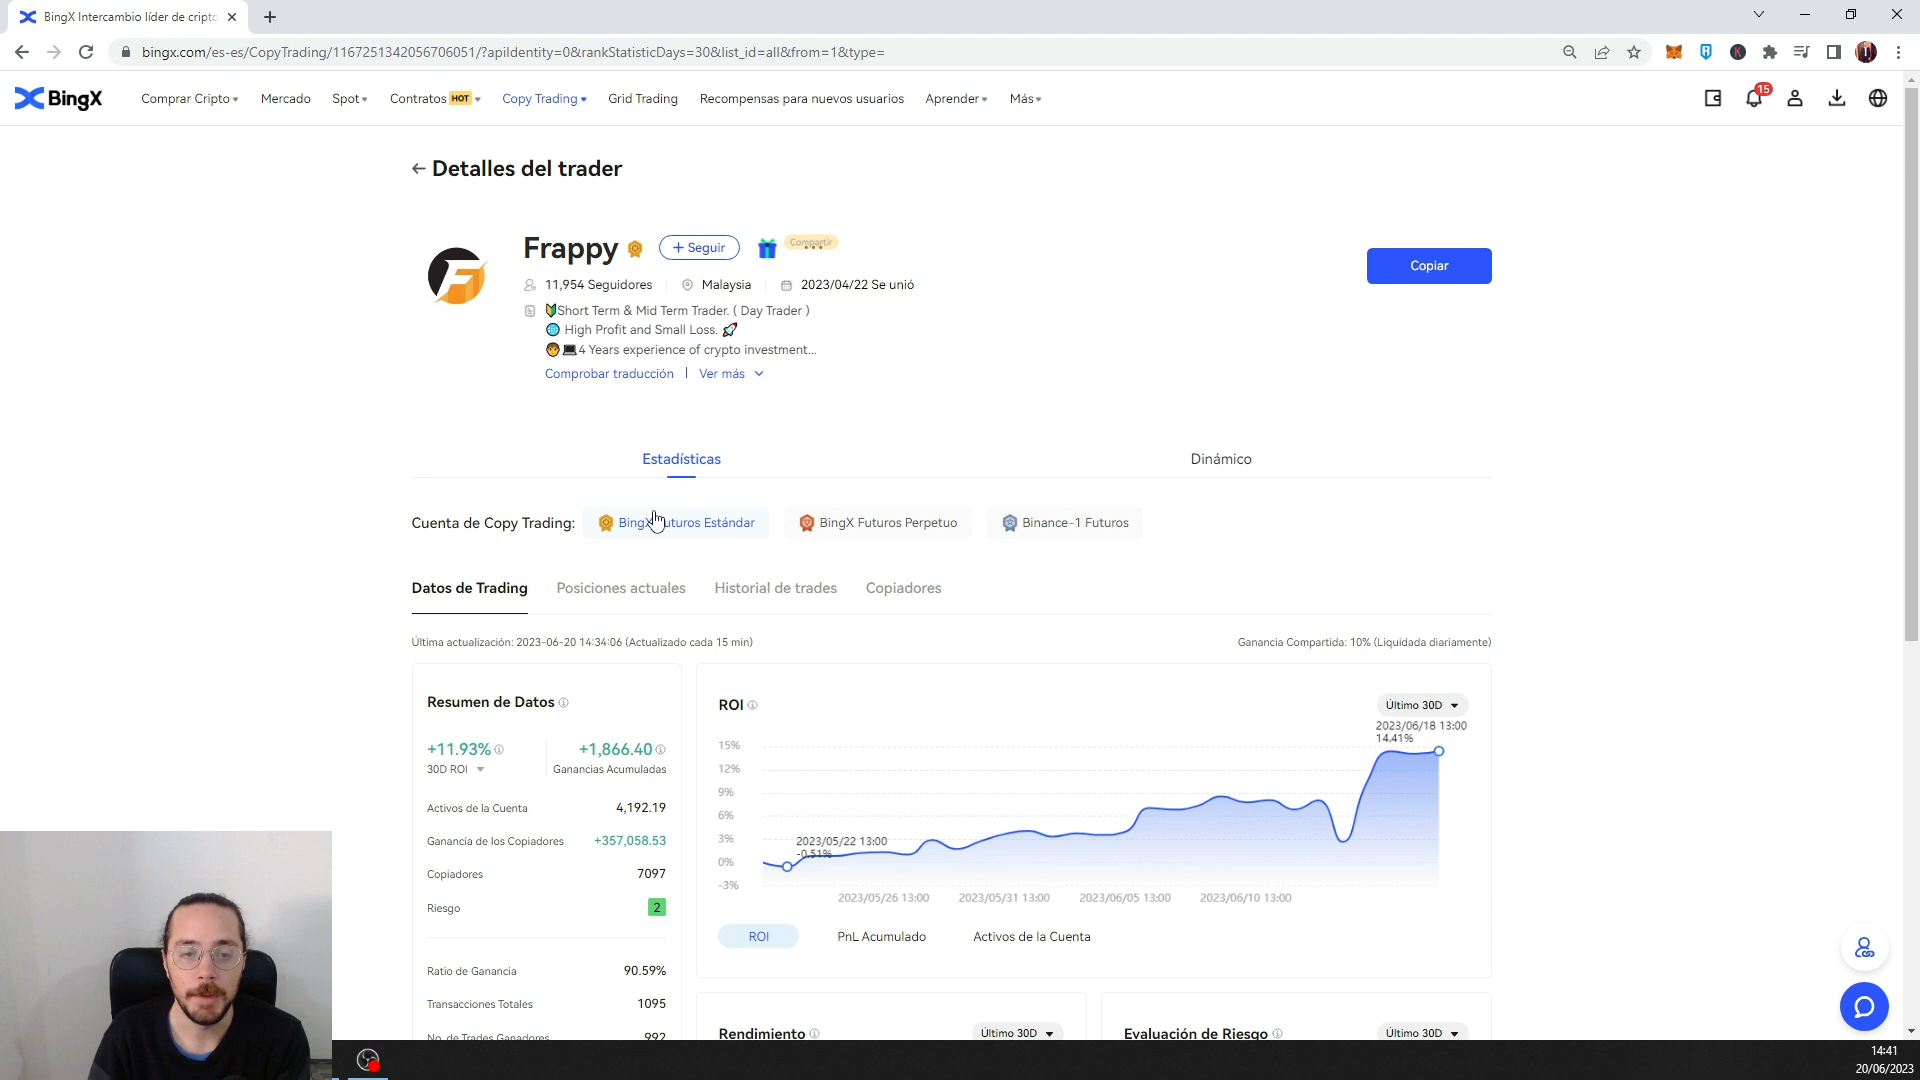 BingX Intercambio líder de cripto
bingx.com/es-es/CopyTrading/1167251342056706051/?apiIdentity=0&rankStatisticDays=30&list_id=all&from=1&type=
BingX
Comprar Cripto
Mercado
Spot
Contratos HOT
Copy Trading
Grid Trading
Recompensas para nuevos usuarios
Aprender
Más
15
Detalles del trader
Frappy
+ Seguir
Compartir
Copiar
11,954 Seguidores
Malaysia
2023/04/22 Se unió
🔰Short Term & Mid Term Trader. ( Day Trader )
🌐 High Profit and Small Loss. 🚀
🧑💻4 Years experience of crypto investment...
Comprobar traducción | Ver más
Estadísticas
Dinámico
Cuenta de Copy Trading:
BingX Futuros Estándar
BingX Futuros Perpetuo
Binance-1 Futuros
Datos de Trading
Posiciones actuales
Historial de trades
Copiadores
Última actualización: 2023-06-20 14:34:06 (Actualizado cada 15 min)
Ganancia Compartida: 10% (Liquidada diariamente)
Resumen de Datos
+11.93%
30D ROI
+1,866.40
Ganancias Acumuladas
Activos de la Cuenta 4,192.19
Ganancia de los Copiadores +357,058.53
Copiadores 7097
Riesgo 2
Ratio de Ganancia 90.59%
Transacciones Totales 1095
No. de Trades Ganadores 992
ROI
Último 30D
2023/06/18 13:00
14.41%
15%
12%
9%
6%
3%
0%
-3%
2023/05/22 13:00
-0.51%
2023/05/26 13:00
2023/05/31 13:00
2023/06/05 13:00
2023/06/10 13:00
ROI
PnL Acumulado
Activos de la Cuenta
Rendimiento
Último 30D
Evaluación de Riesgo
Último 30D
14:41
20/06/2023